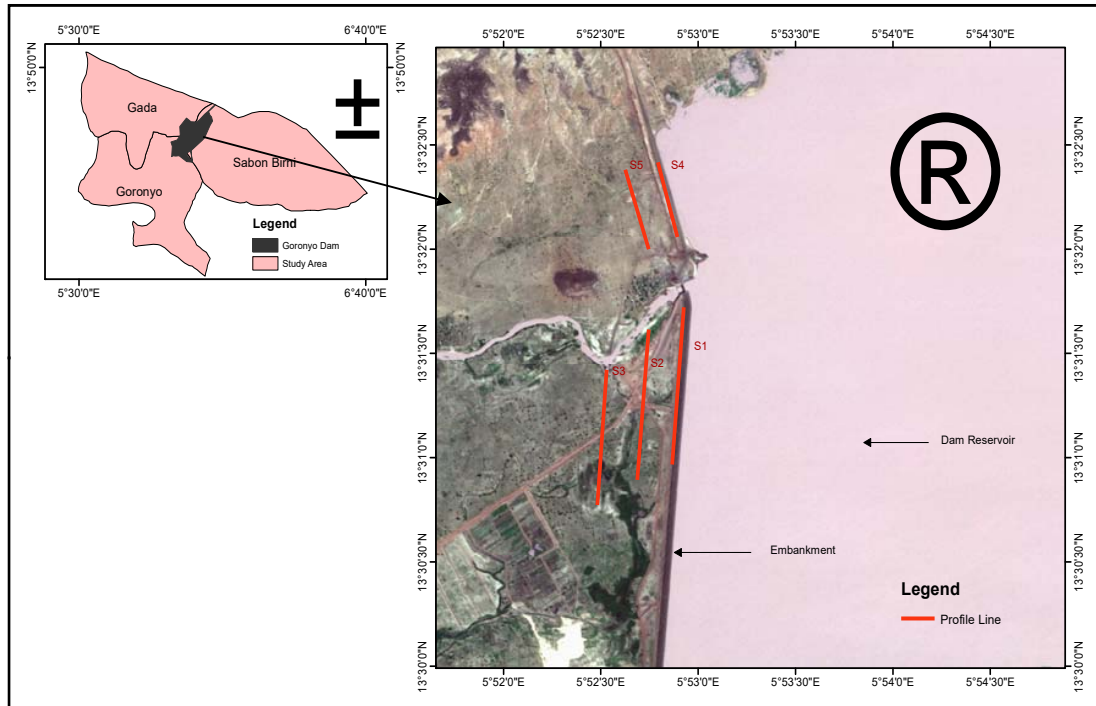 5°30'0"E
6°40'0"E
13°50'0"N
13°50'0"N
Gada
Sabon Birni
Goronyo
Legend
Goronyo Dam
Study Area
5°30'0"E
6°40'0"E
5°52'0"E
5°52'30"E
5°53'0"E
5°53'30"E
5°54'0"E
5°54'30"E
13°32'30"N
13°32'30"N
13°32'0"N
13°32'0"N
13°31'30"N
13°31'30"N
13°31'0"N
13°31'0"N
13°30'30"N
13°30'30"N
13°30'0"N
13°30'0"N
®
S5
S4
S1
S2
S3
Dam Reservoir
Embankment
Legend
Profile Line
5°52'0"E
5°52'30"E
5°53'0"E
5°53'30"E
5°54'0"E
5°54'30"E